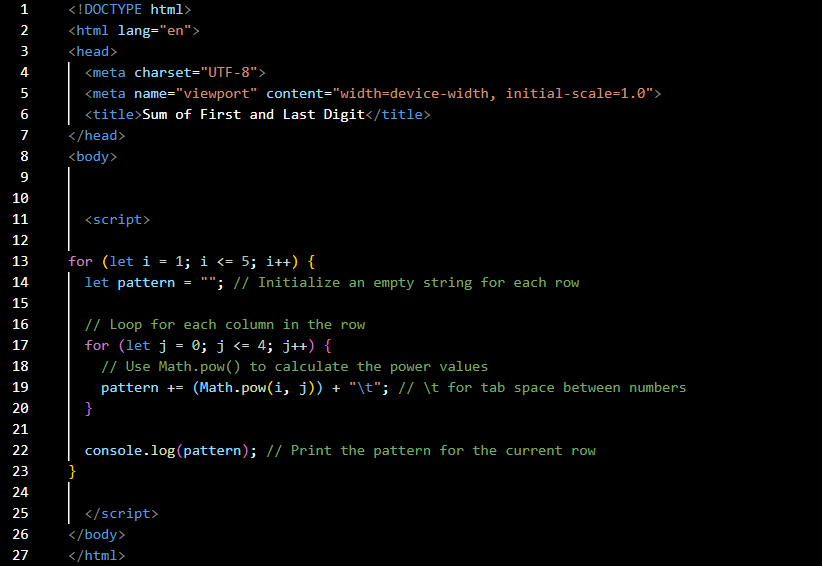 1 <!DOCTYPE html>
2 <html lang="en">
3 <head>
4 <meta charset="UTF-8">
5 <meta name="viewport" content="width=device-width, initial-scale=1.0">
6 <title>Sum of First and Last Digit</title>
7 </head>
8 <body>
9
10
11 <script>
12
13 for (let i = 1; i <= 5; i++) {
14 let pattern = ""; // Initialize an empty string for each row
15
16 // Loop for each column in the row
17 for (let j = 0; j <= 4; j++) {
18 // Use Math.pow() to calculate the power values
19 pattern += (Math.pow(i, j)) + "\t"; // \t for tab space between numbers
20 }
21
22 console.log(pattern); // Print the pattern for the current row
23 }
24
25 </script>
26 </body>
27 </html>